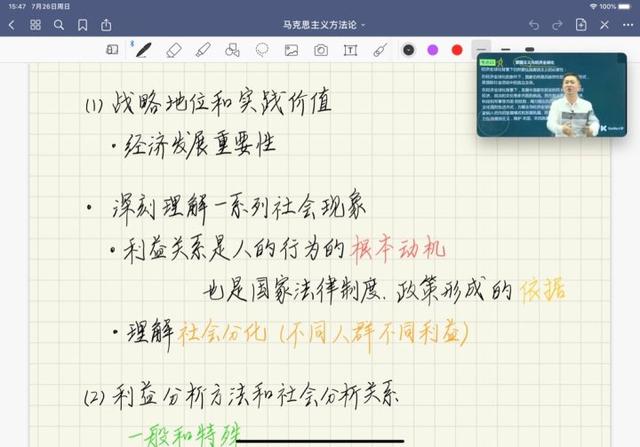 15:47 7月26日周日
100%
马克思主义方法论
(1) 战略地位和实战价值
· 经济发展重要性
· 深刻理解一系列社会现象
· 利益关系是人的行为的根本动机
也是国家法律制度、政策形成的依据
· 理解社会分化 (不同人群不同利益)
(2) 利益分析方法和社会分析关系
一般和特殊